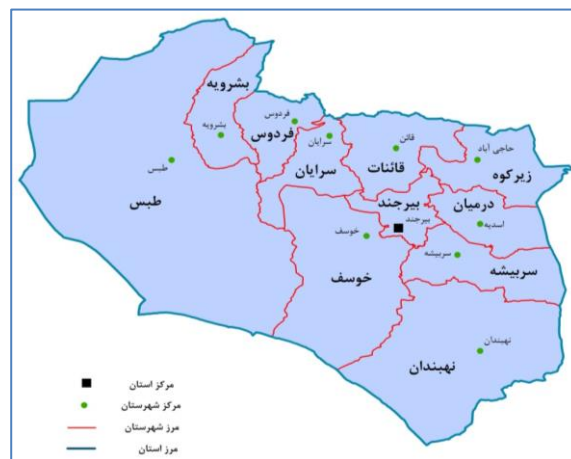 بشرویه
فردوس
فردوس
بشرویه
سرایان
قائن
حاجی آباد
طبس
سرایان
قائنات
زیرکوه
طبس
بیرجند
درمیان
بیرجند
اسدیه
خوسف
سربیشه
سربیشه
خوسف
نهبندان
نهبندان
مرکز استان
مرکز شهرستان
مرز شهرستان
مرز استان